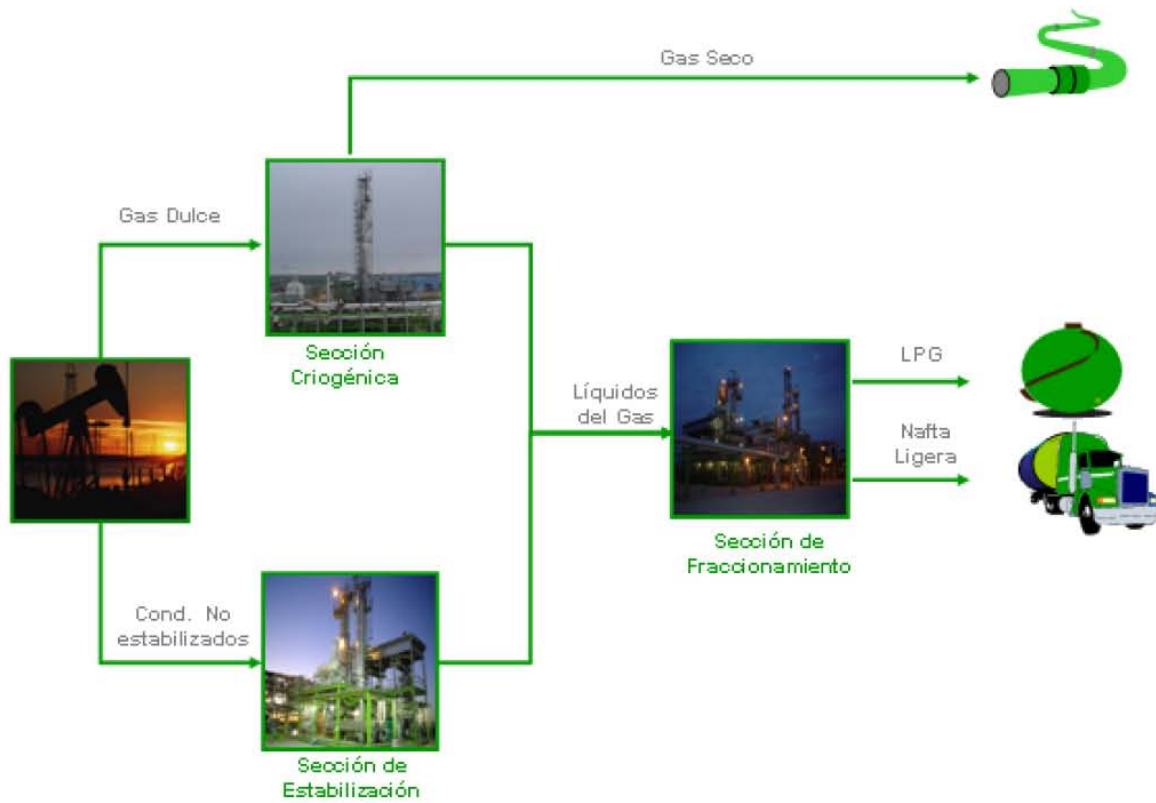 Gas Seco
Gas Dulce
Sección
Criogénica
LPG
Líquidos
del Gas
Nafta
Ligera
Sección de
Fraccionamiento
Cond. No
estabilizados
Sección de
Estabilización